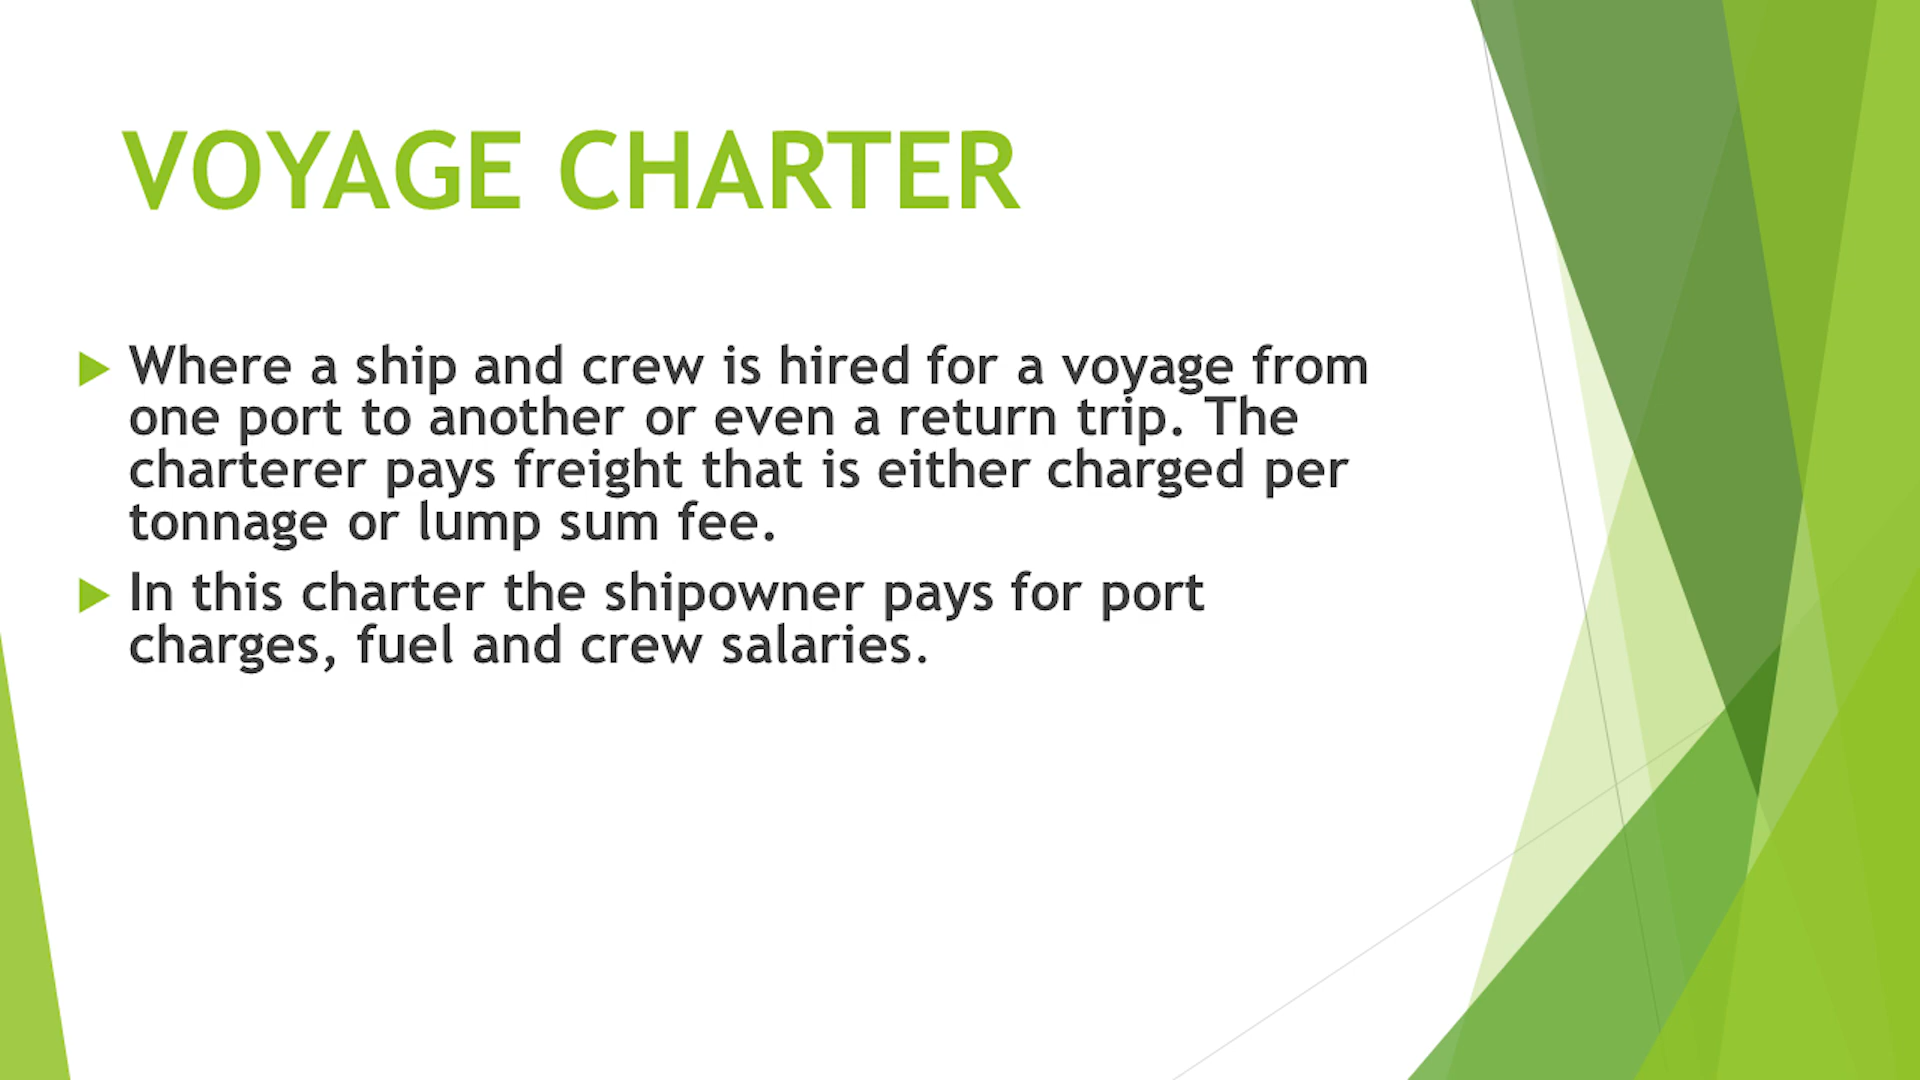 VOYAGE CHARTER
Where a ship and crew is hired for a voyage from
one port to another or even a return trip. The
charterer pays freight that is either charged per
tonnage or lump sum fee.
In this charter the shipowner pays for port
charges, fuel and crew salaries.